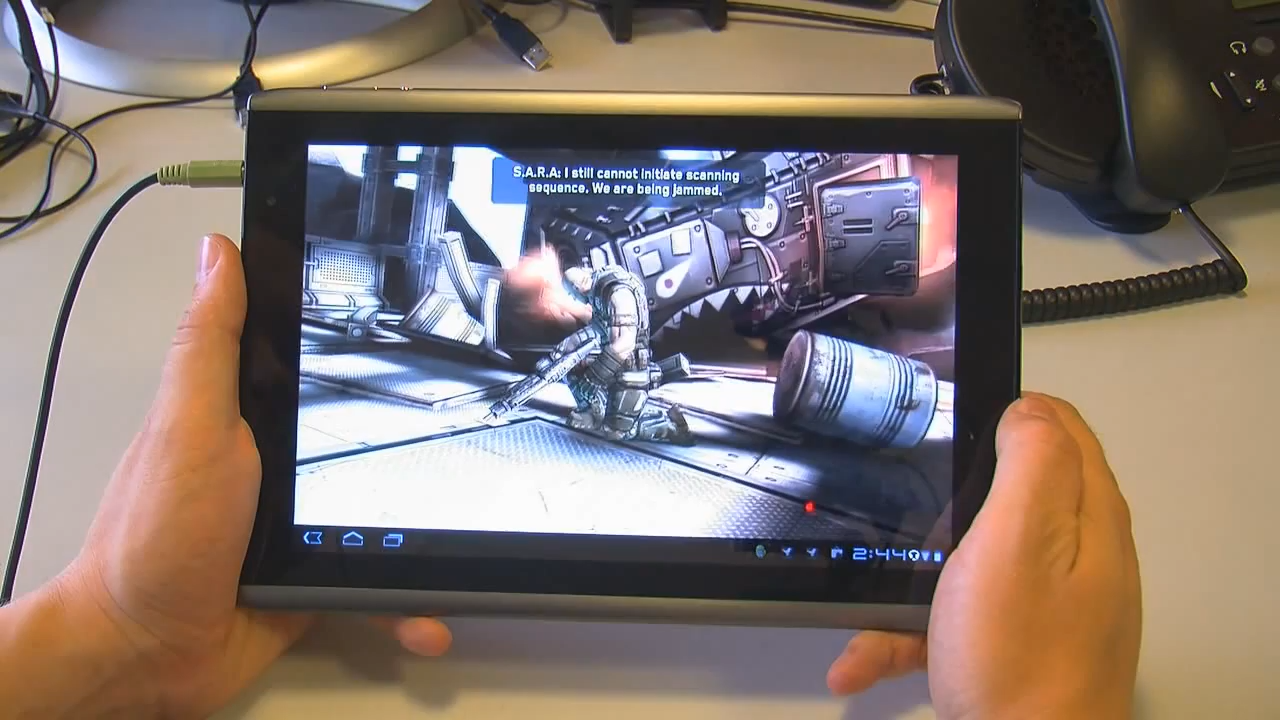 S.A.R.A: I still cannot initiate scanning
sequence. We are being jammed.
2:44